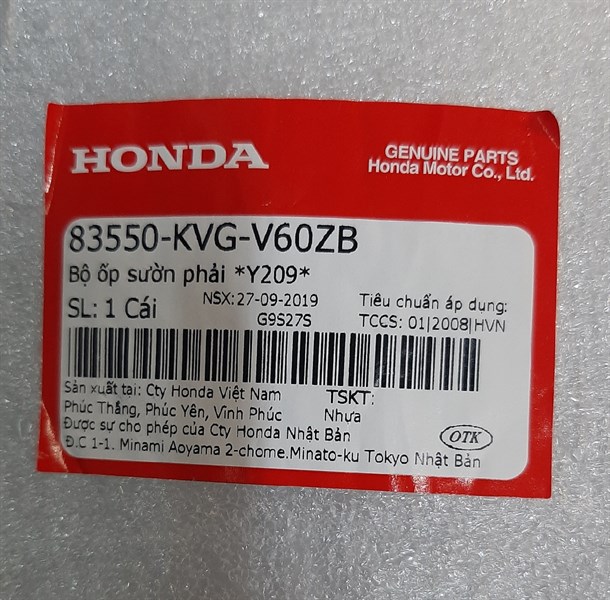 HONDA
GENUINE PARTS
Honda Motor Co., Ltd.
83550-KVG-V60ZB
Bộ ốp sườn phải *Y209*
SL: 1 Cái
NSX:27-09-2019
G9S27S
Tiêu chuẩn áp dụng:
TCCS: 01|2008|HVN
Sản xuất tại: Cty Honda Việt Nam
Phúc Thắng, Phúc Yên, Vĩnh Phúc
TSKT:
Nhựa
Được sự cho phép của Cty Honda Nhật Bản
Đ.C 1-1. Minami Aoyama 2-chome.Minato-ku Tokyo Nhật Bản
OTK